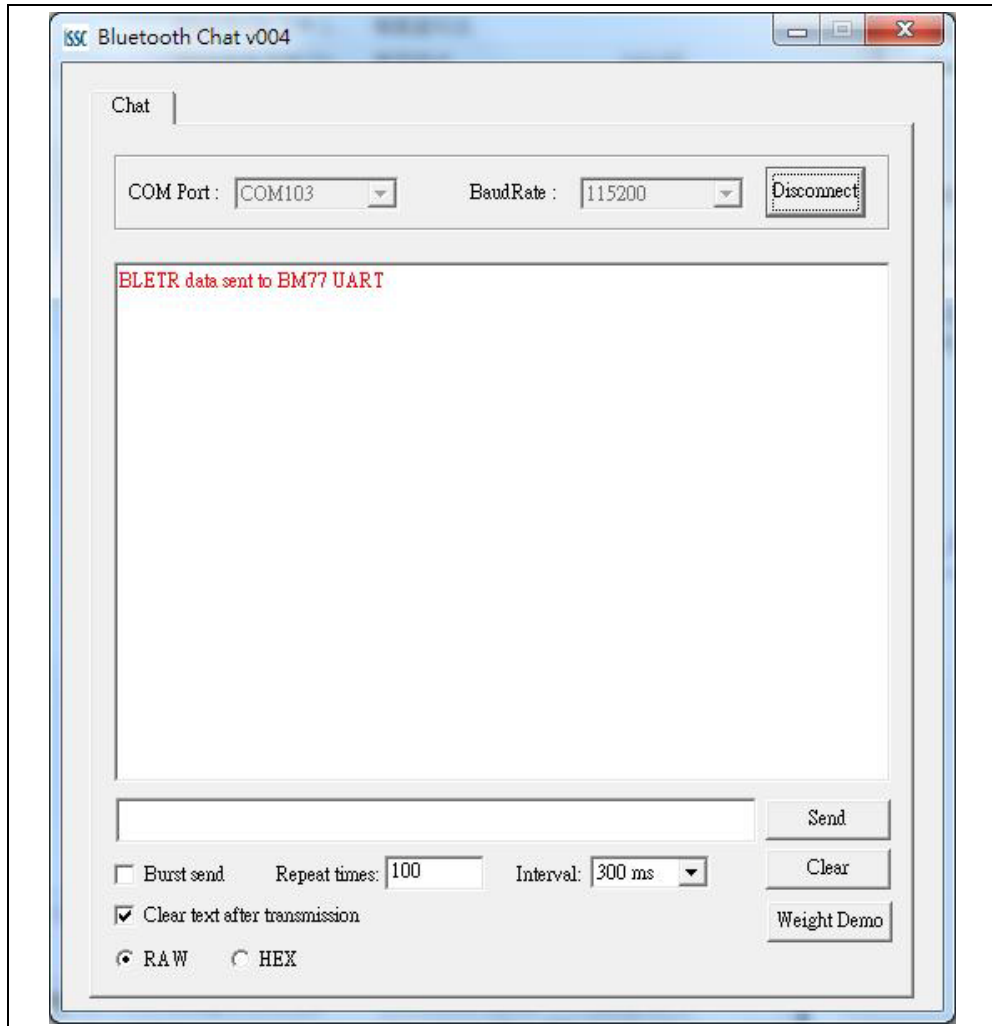 ISSC Bluetooth Chat v004
Chat
COM Port : COM103 BaudRate : 115200 Disconnect
BLETR data sent to BM77 UART
Send
Burst send Repeat times: 100 Interval: 300 ms Clear
Clear text after transmission
Weight Demo
RAW HEX